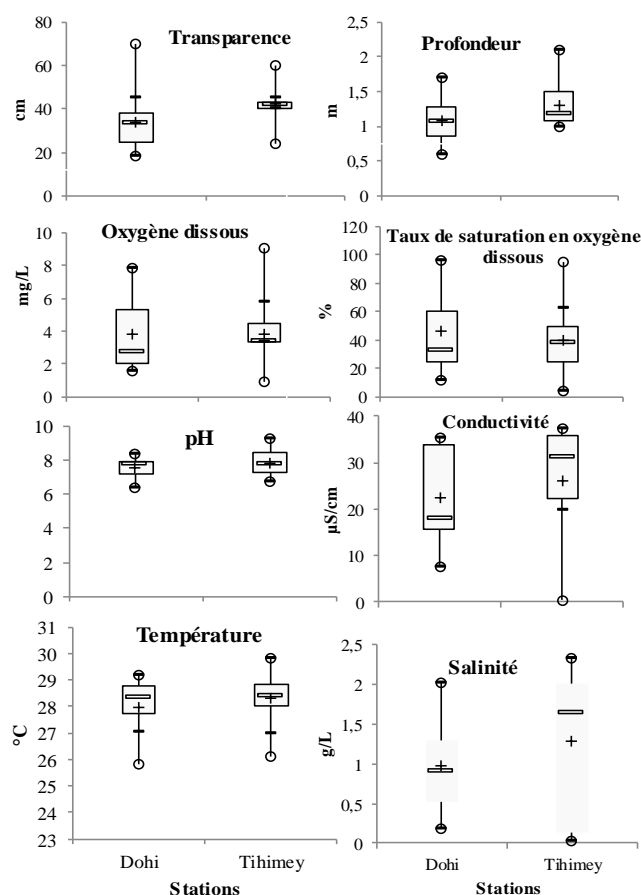 Transparence
cm
80
60
40
20
0
Profondeur
m
2,5
2
1,5
1
0,5
0
Oxygène dissous
mg/L
10
8
6
4
2
0
Taux de saturation en oxygène
dissous
%
120
100
80
60
40
20
0
pH
12
10
8
6
4
2
0
Conductivité
µS/cm
40
30
20
10
0
Température
°C
31
30
29
28
27
26
25
24
23
Dohi
Tihimey
Stations
Salinité
g/L
2,5
2
1,5
1
0,5
0
Dohi
Tihimey
Stations